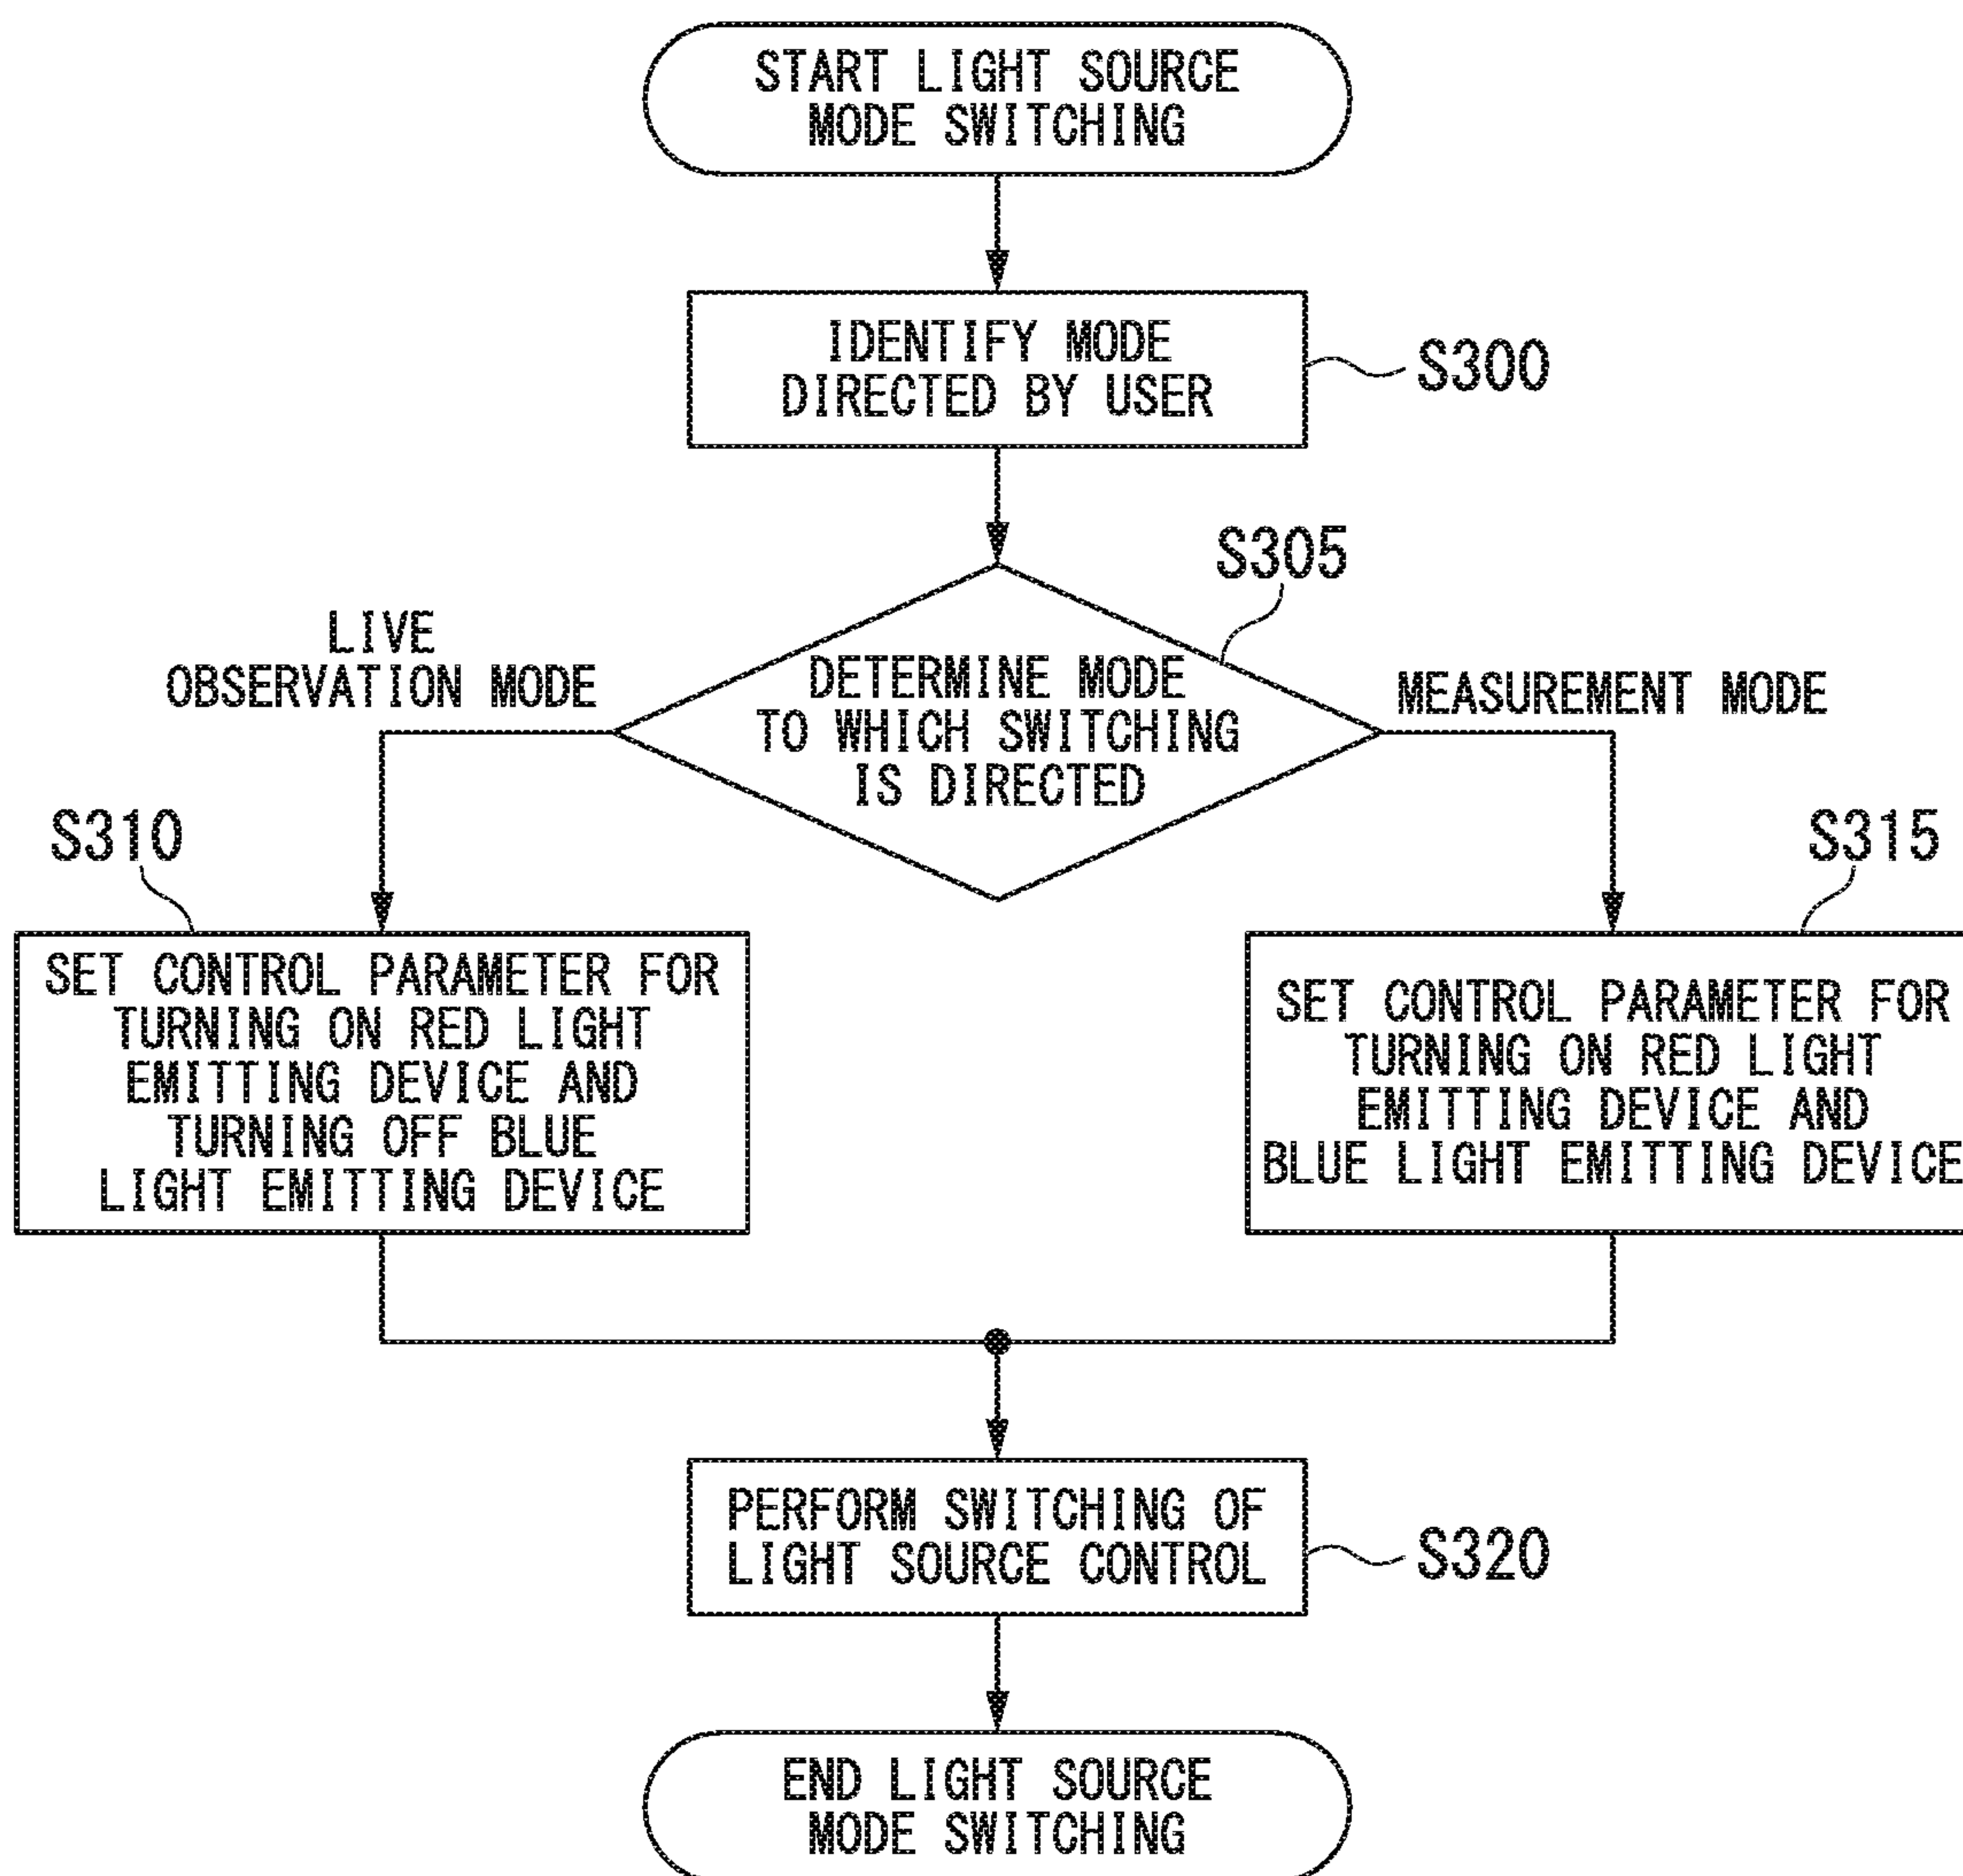 START LIGHT SOURCE
MODE SWITCHING
IDENTIFY MODE
DIRECTED BY USER
S300
S305
LIVE
OBSERVATION MODE
DETERMINE MODE
TO WHICH SWITCHING
IS DIRECTED
MEASUREMENT MODE
S310
S315
SET CONTROL PARAMETER FOR
TURNING ON RED LIGHT
EMITTING DEVICE AND
TURNING OFF BLUE
LIGHT EMITTING DEVICE
SET CONTROL PARAMETER FOR
TURNING ON RED LIGHT
EMITTING DEVICE AND
BLUE LIGHT EMITTING DEVICE
PERFORM SWITCHING OF
LIGHT SOURCE CONTROL
S320
END LIGHT SOURCE
MODE SWITCHING